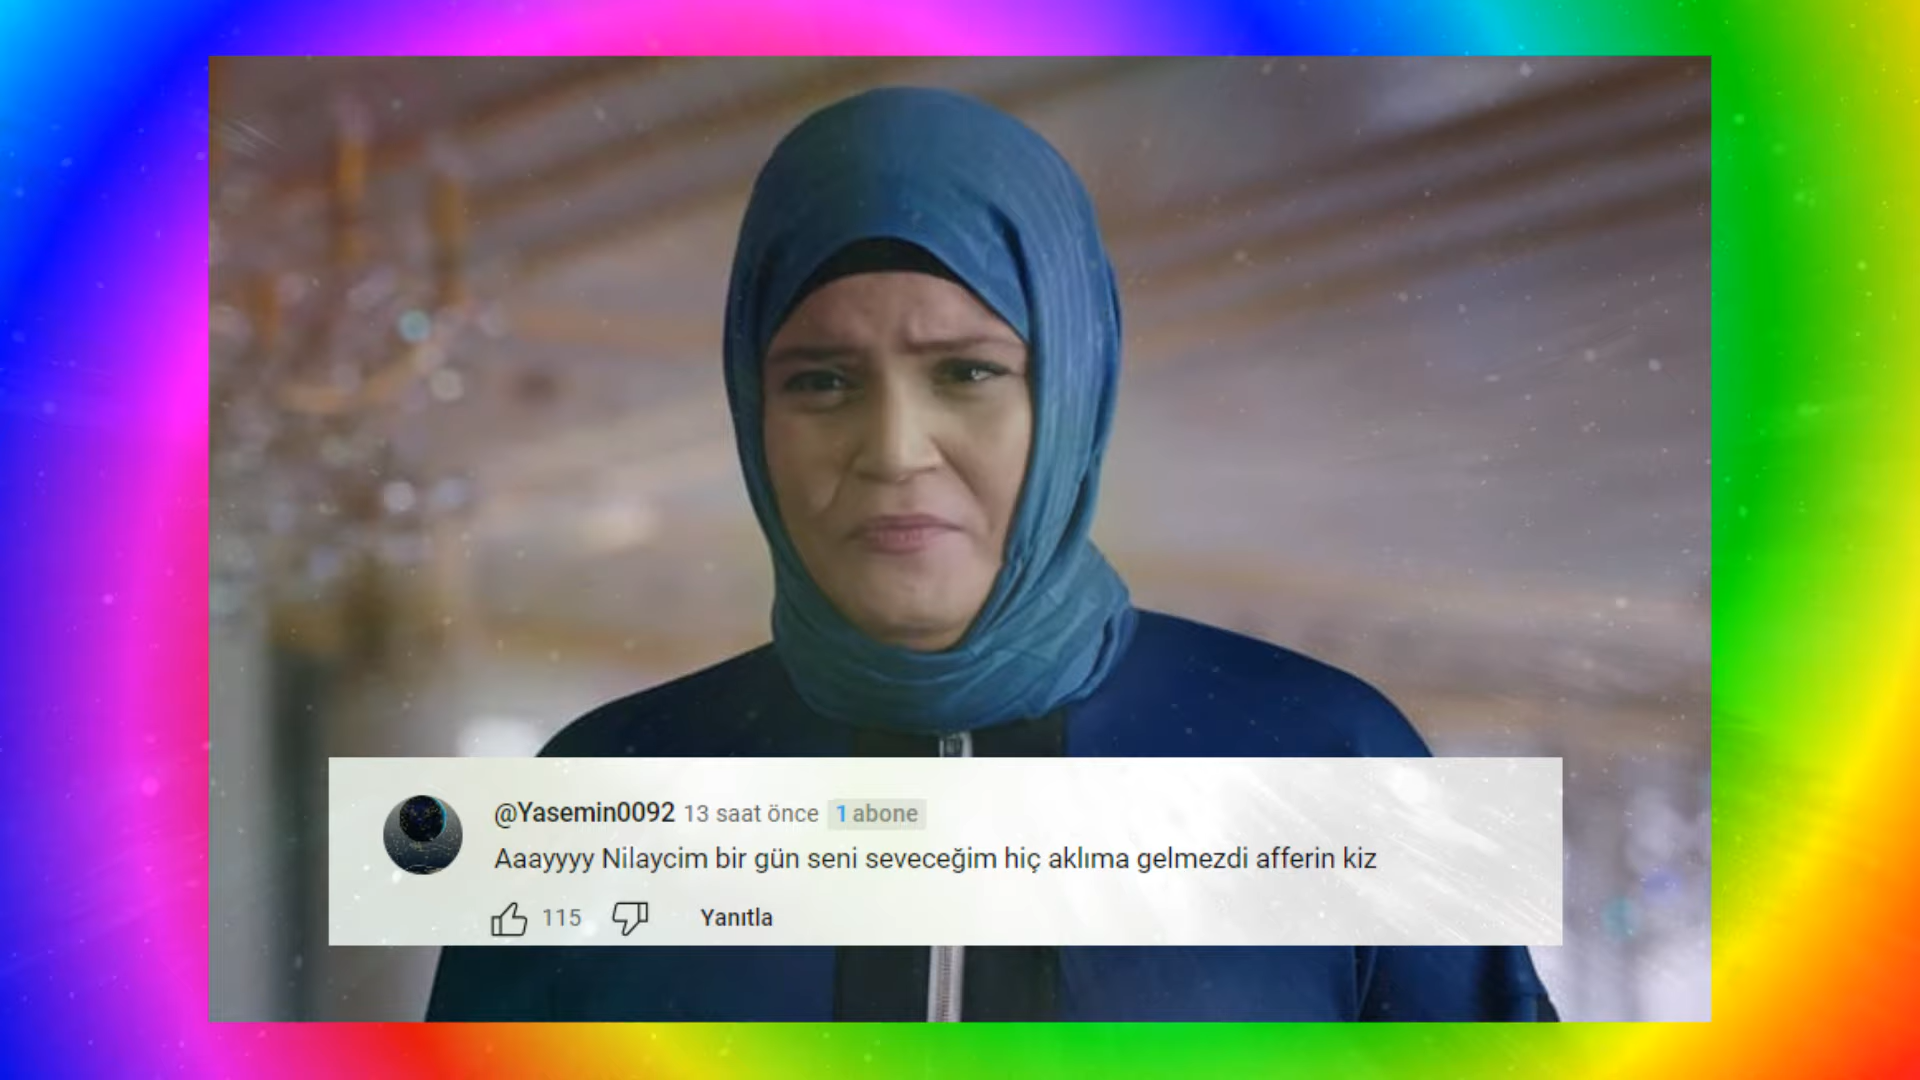 @Yasemin0092 13 saat önce 1 abone
Aaayyyy Nilaycim bir gün seni seveceğim hiç aklıma gelmezdi afferin kiz
115 Yanıtla